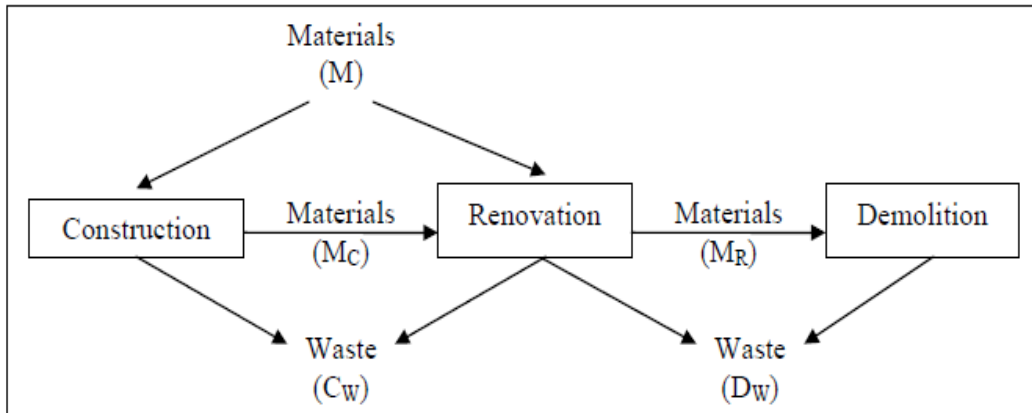 Materials
(M)
Construction
Materials
(MC)
Renovation
Materials
(MR)
Demolition
Waste
(CW)
Waste
(DW)